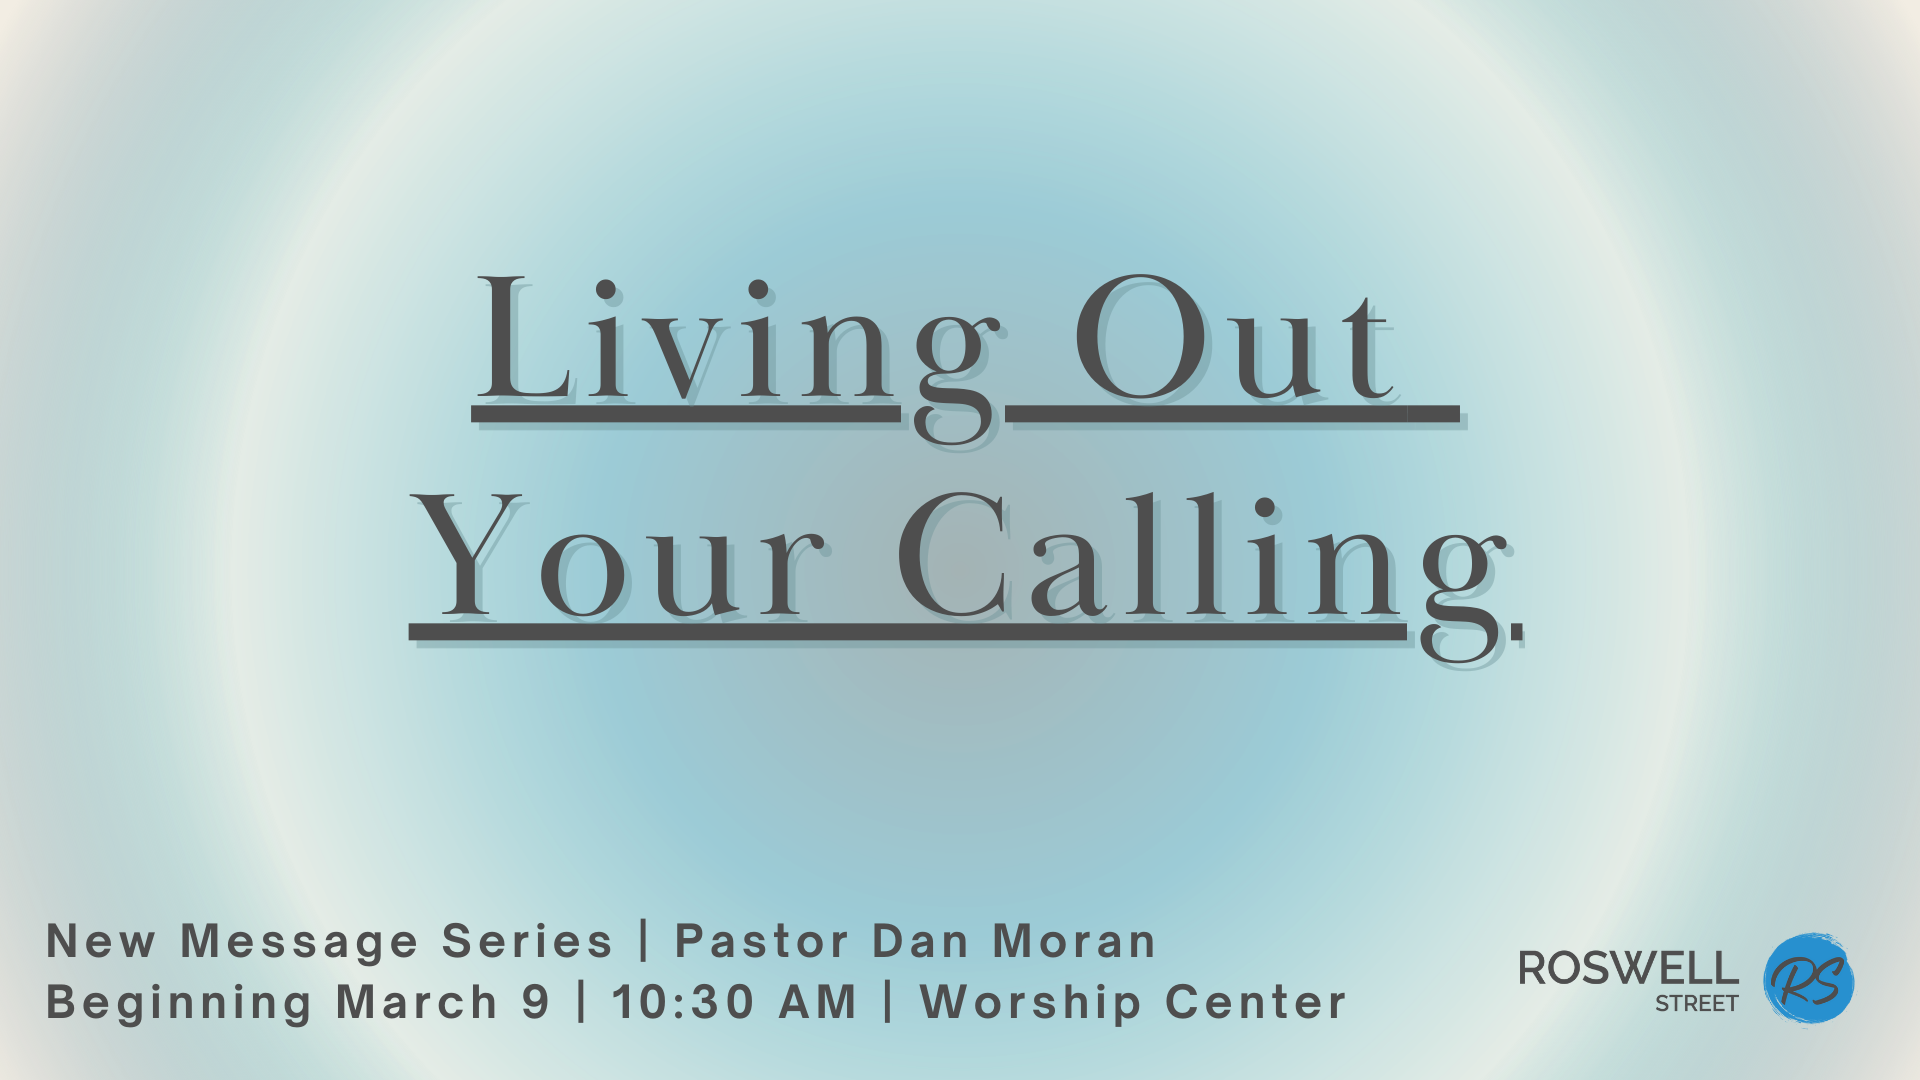 Living Out
Your Calling
New Message Series | Pastor Dan Moran
Beginning March 9 | 10:30 AM | Worship Center
ROSWELL
STREET
RS